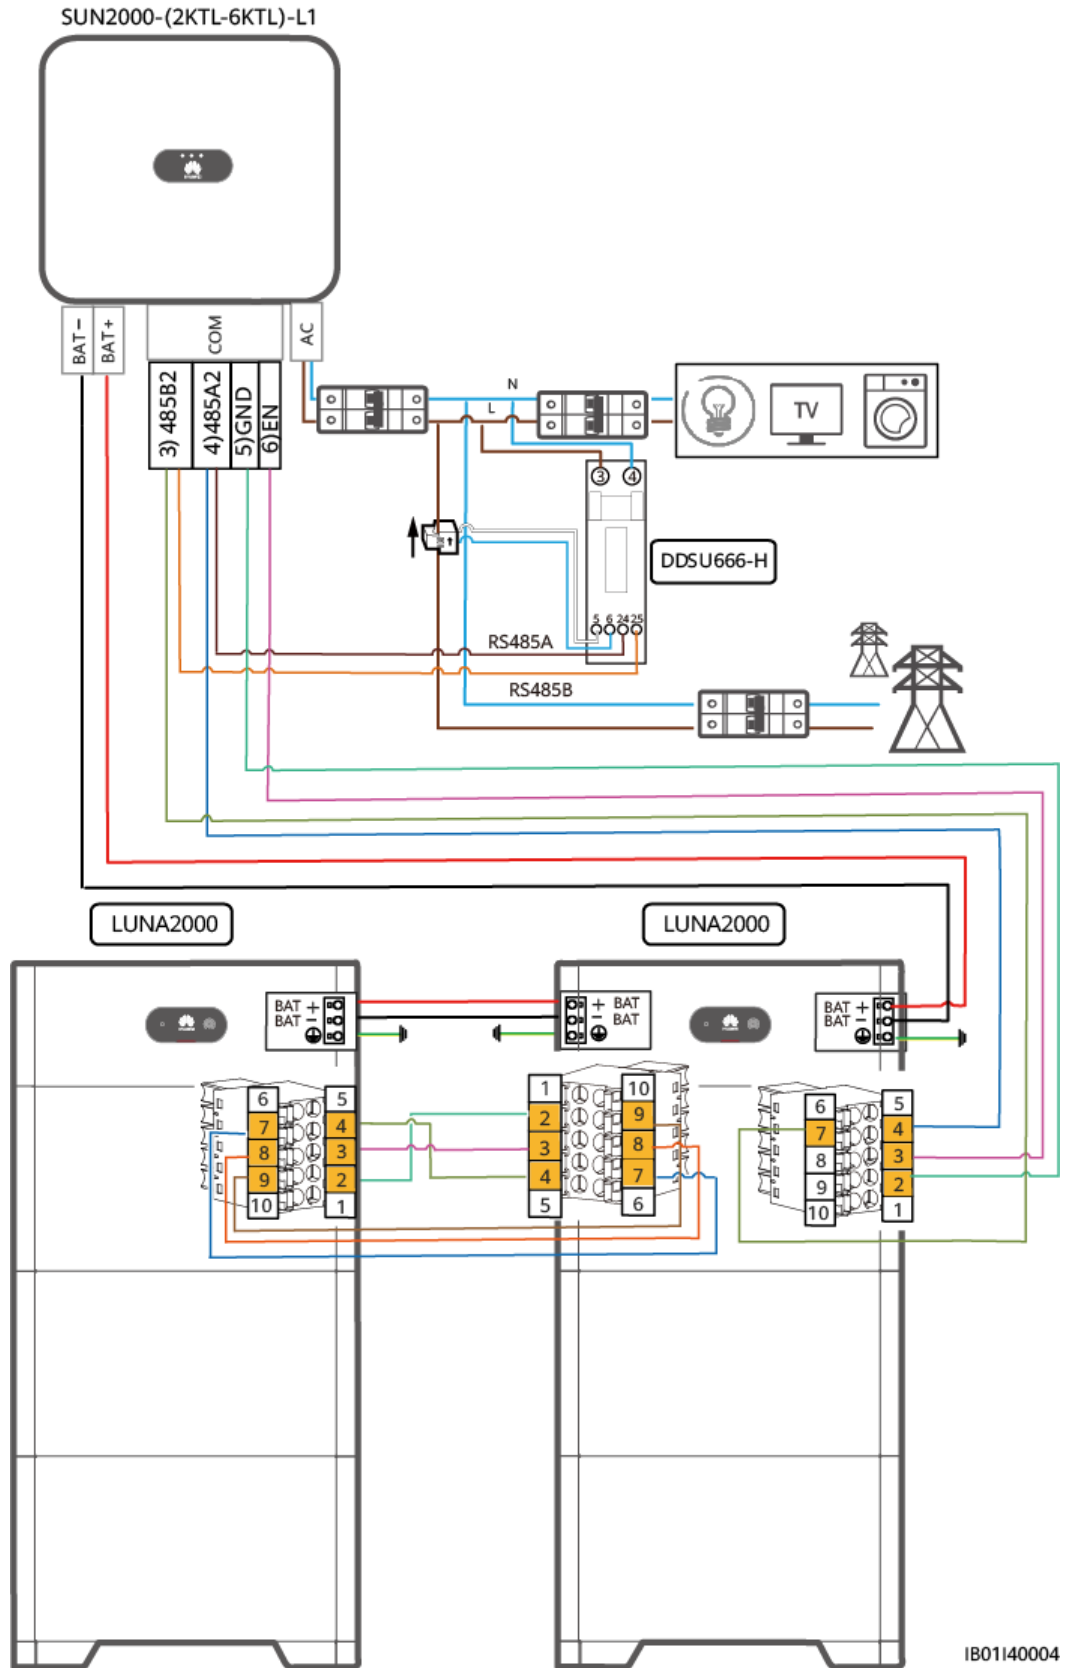 SUN2000-(2KTL-6KTL)-L1
BAT−
BAT+
COM
AC
3) 485B2
4)485A2
5)GND
6)EN
N
L
TV
3
4
DDSU666-H
5 6 24 25
RS485A
RS485B
LUNA2000
LUNA2000
BAT +
BAT −
+ BAT
− BAT
BAT +
BAT −
6
7
8
9
10
5
4
3
2
1
1
2
3
4
5
10
9
8
7
6
6
7
8
9
10
5
4
3
2
1
IB01I40004